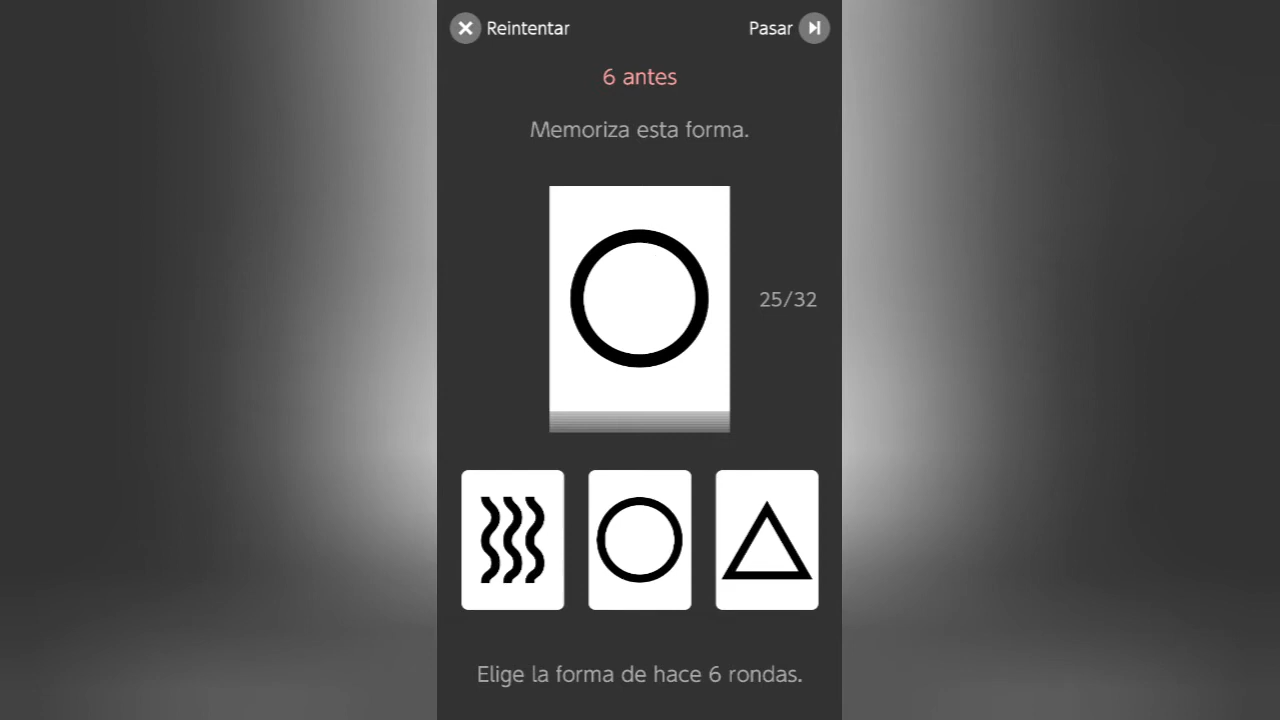 Reintentar
Pasar
6 antes
Memoriza esta forma.
25/32
Elige la forma de hace 6 rondas.